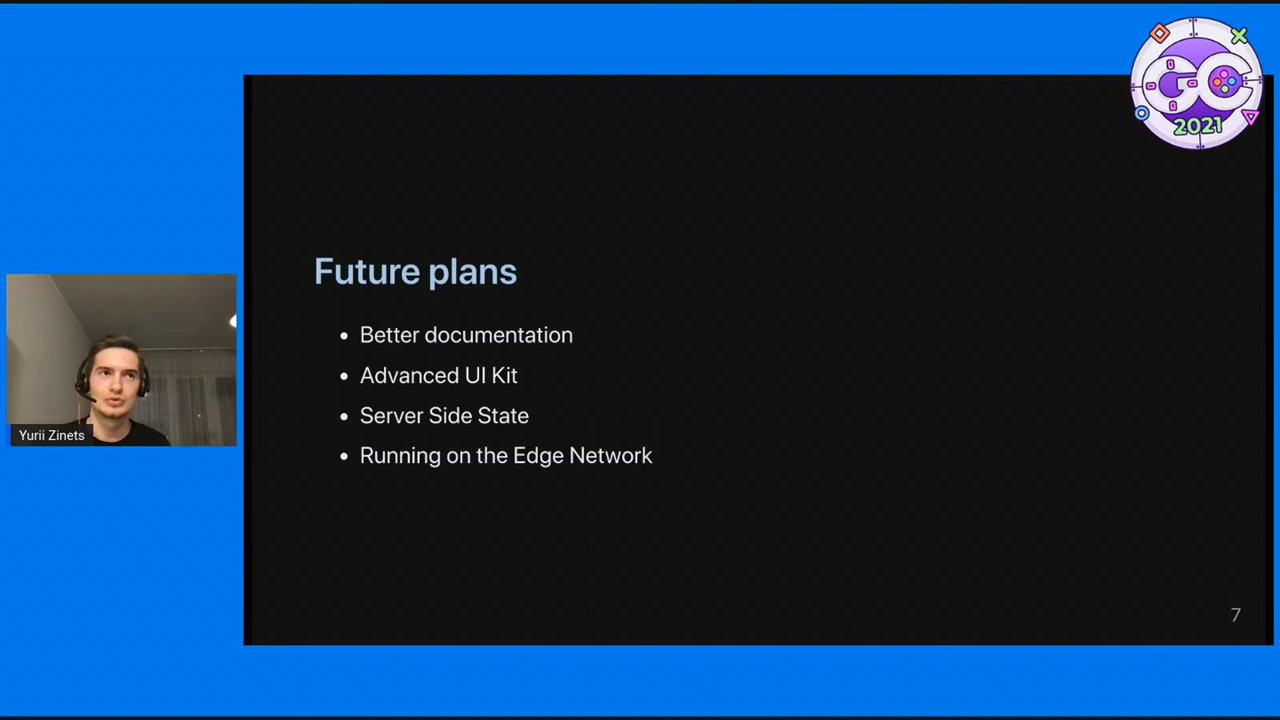 GC
2021
Future plans
• Better documentation
• Advanced UI Kit
• Server Side State
• Running on the Edge Network
Yurii Zinets
7